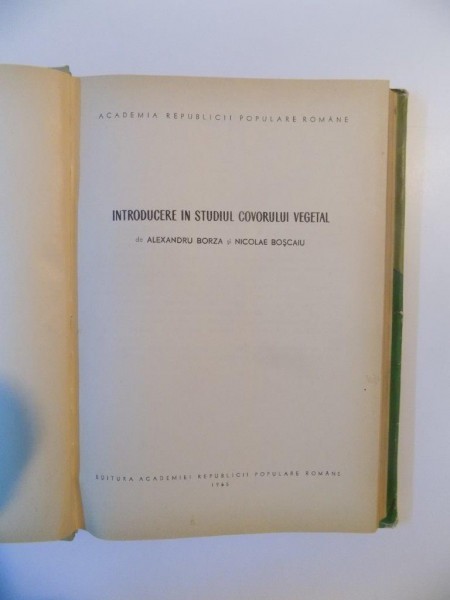 ACADEMIA REPUBLICII POPULARE ROMÂNE
INTRODUCERE IN STUDIUL COVORULUI VEGETAL
de ALEXANDRU BORZA și NICOLAE BOȘCAIU
EDITURA ACADEMIEI REPUBLICII POPULARE ROMÂNE
1965